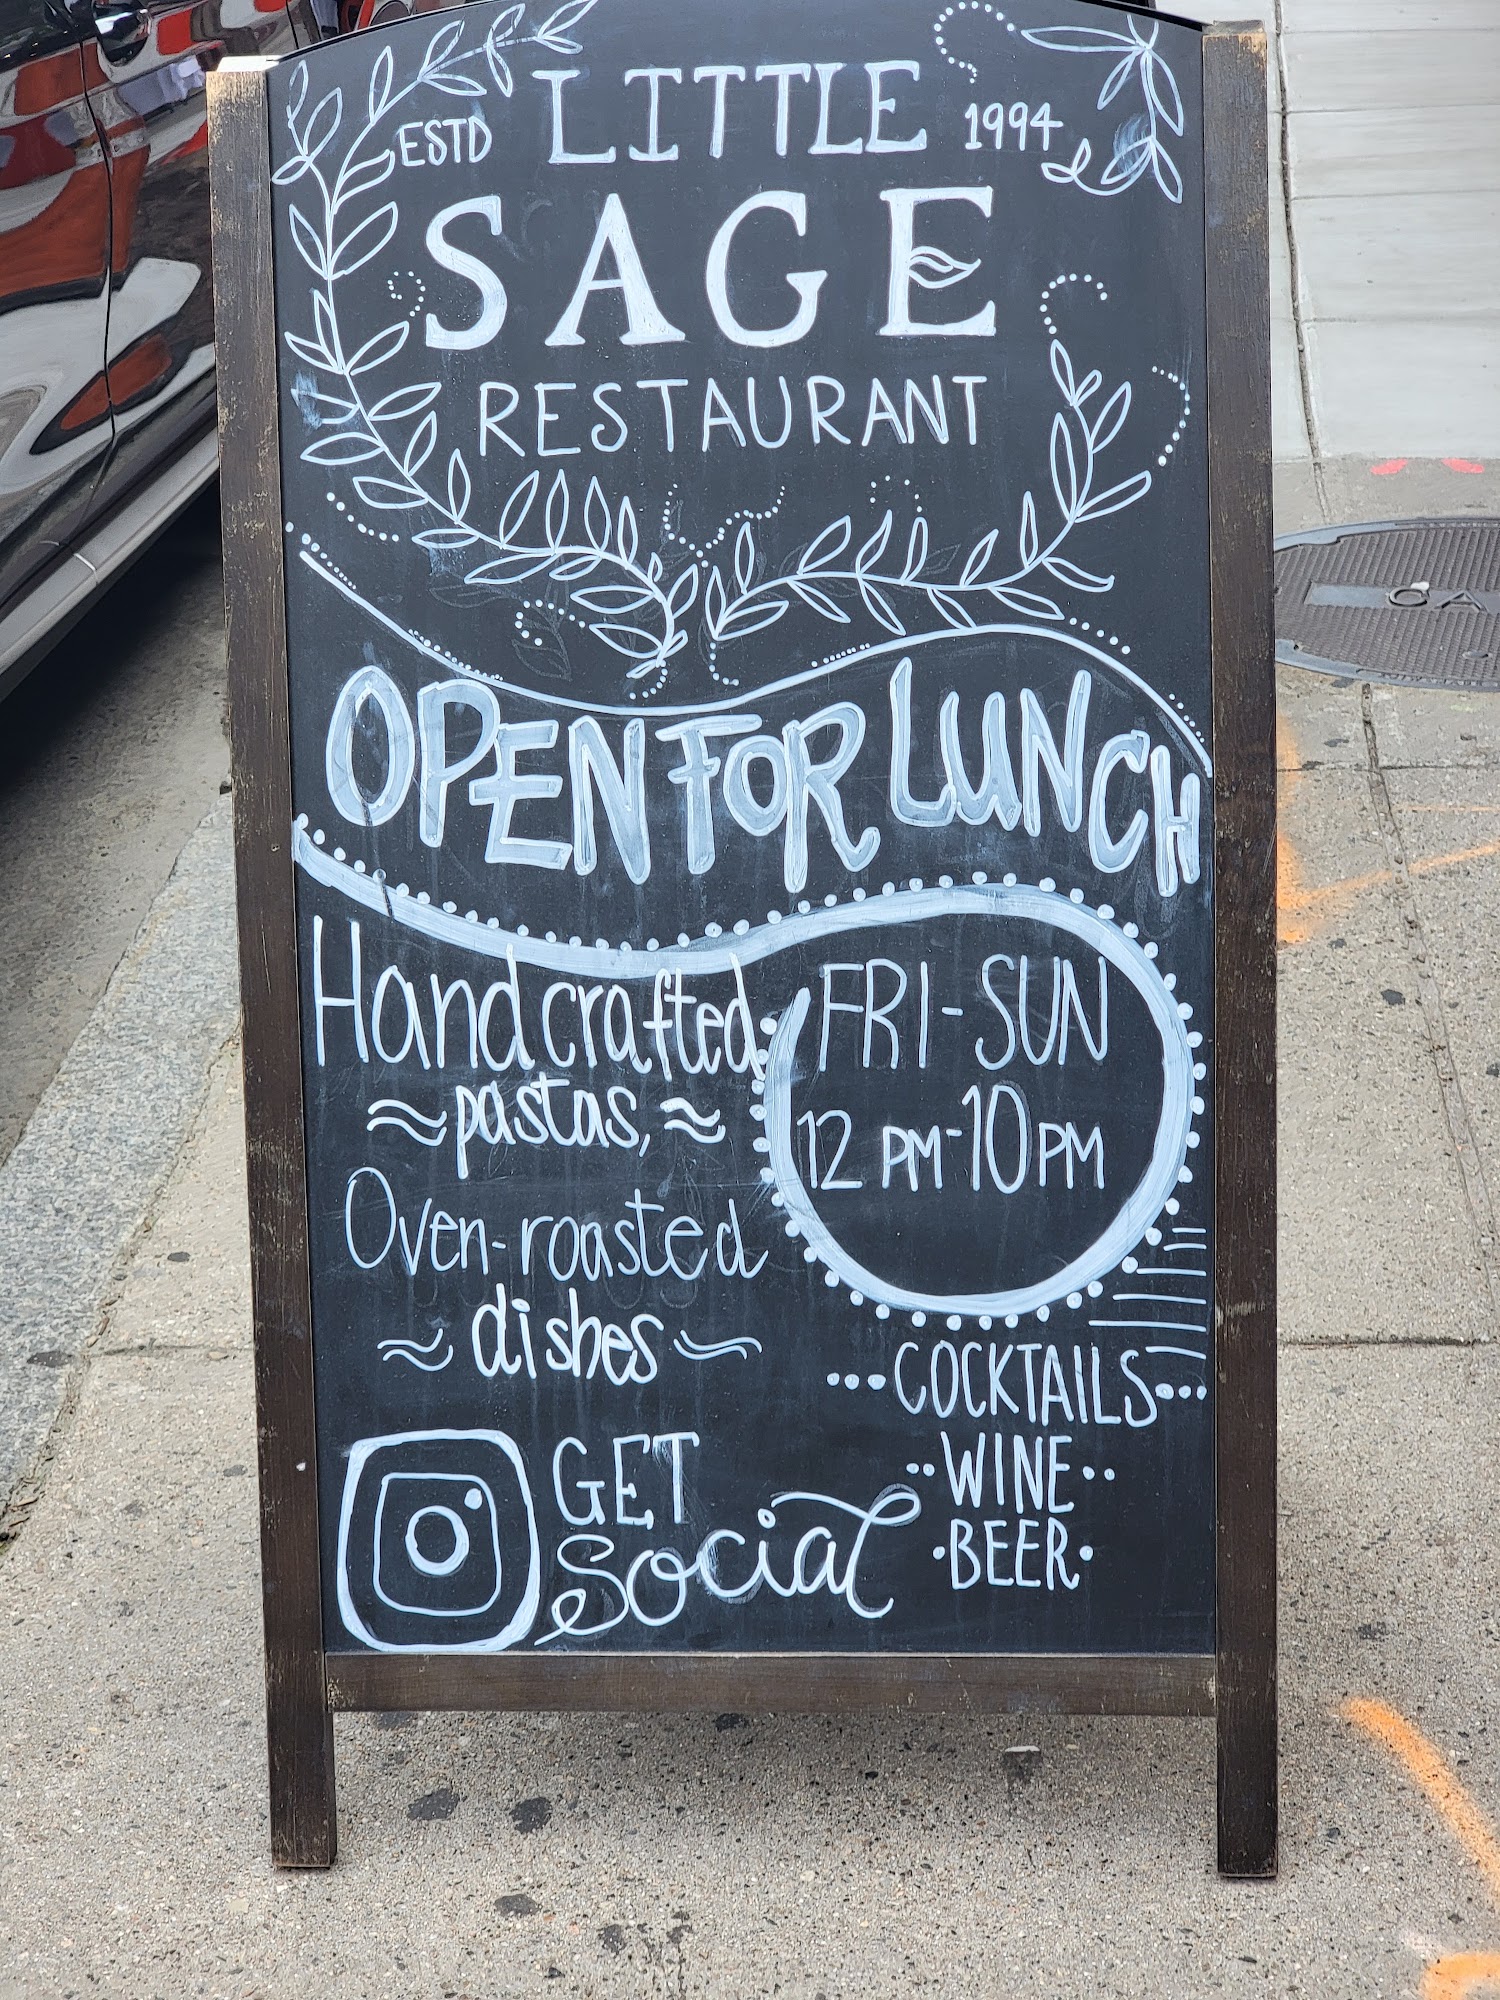 ESTD LITTLE 1994
SAGE
RESTAURANT
OPEN FOR LUNCH
Handcrafted
pastas,
Oven-roasted
dishes
FRI-SUN
12 PM-10 PM
COCKTAILS
WINE
BEER
GET
Social